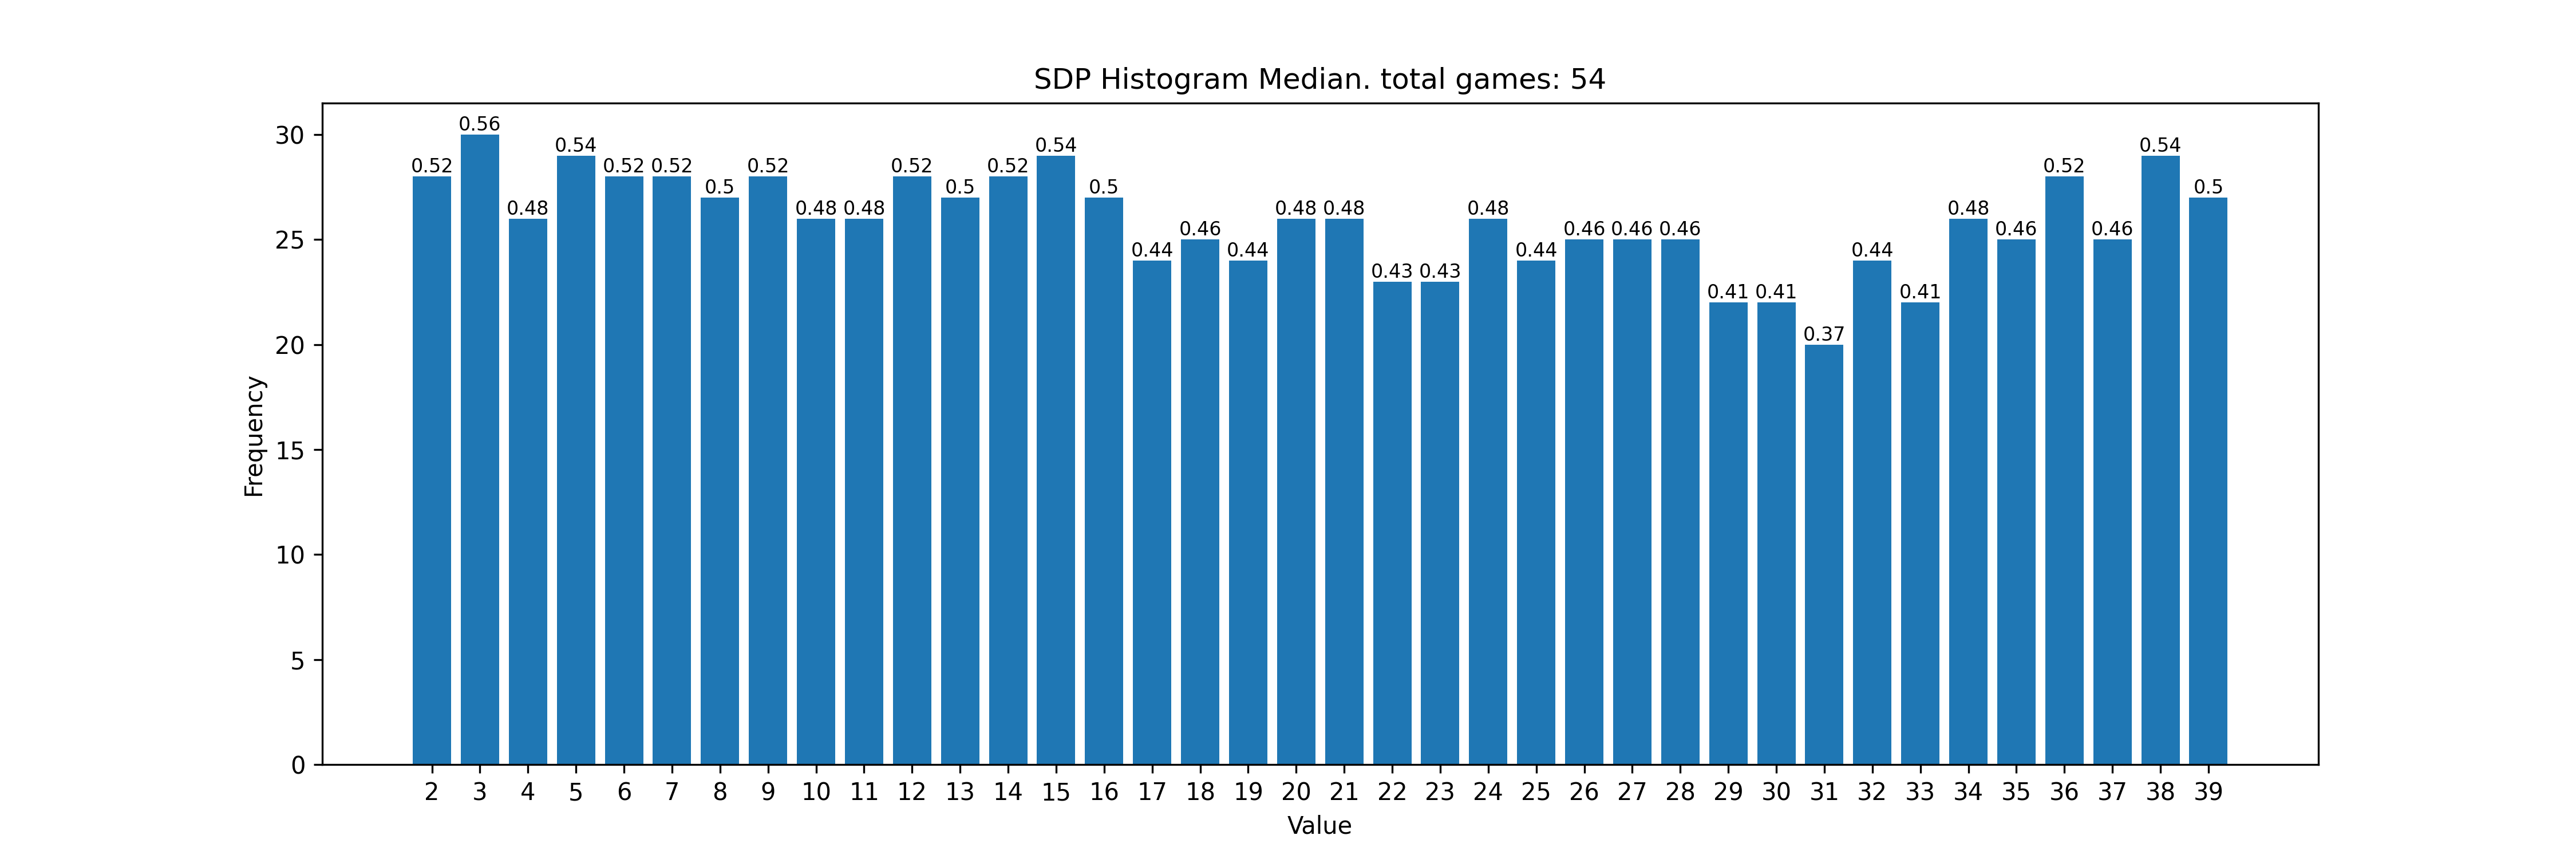 SDP Histogram Median. total games: 54
30
25
20
15
10
5
0
Frequency
0.52 0.56 0.48 0.54 0.52 0.52 0.5 0.52 0.48 0.48 0.52 0.5 0.52 0.54 0.5 0.44 0.46 0.44 0.48 0.48 0.43 0.43 0.48 0.44 0.46 0.46 0.46 0.41 0.41 0.37 0.44 0.41 0.48 0.46 0.52 0.46 0.54 0.5
2 3 4 5 6 7 8 9 10 11 12 13 14 15 16 17 18 19 20 21 22 23 24 25 26 27 28 29 30 31 32 33 34 35 36 37 38 39
Value